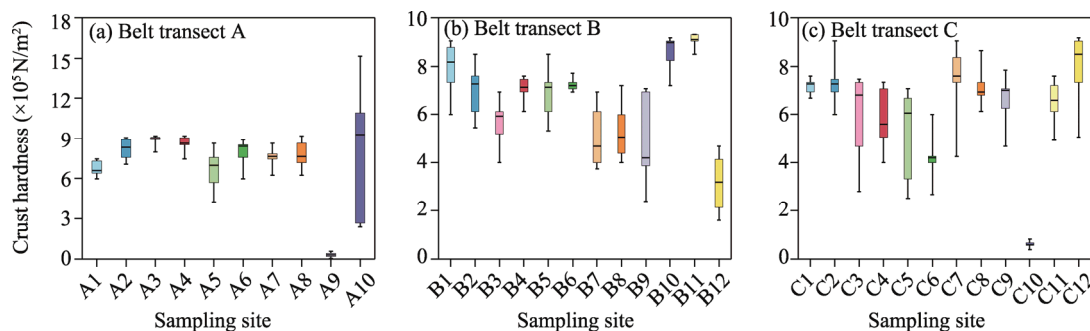 (a) Belt transect A
Crust hardness (×10⁵ N/m²)
18
15
12
9
6
3
0
A1 A2 A3 A4 A5 A6 A7 A8 A9 A10
Sampling site
(b) Belt transect B
10
8
6
4
2
0
B1 B2 B3 B4 B5 B6 B7 B8 B9 B10 B11 B12
Sampling site
(c) Belt transect C
10
8
6
4
2
0
C1 C2 C3 C4 C5 C6 C7 C8 C9 C10 C11 C12
Sampling site